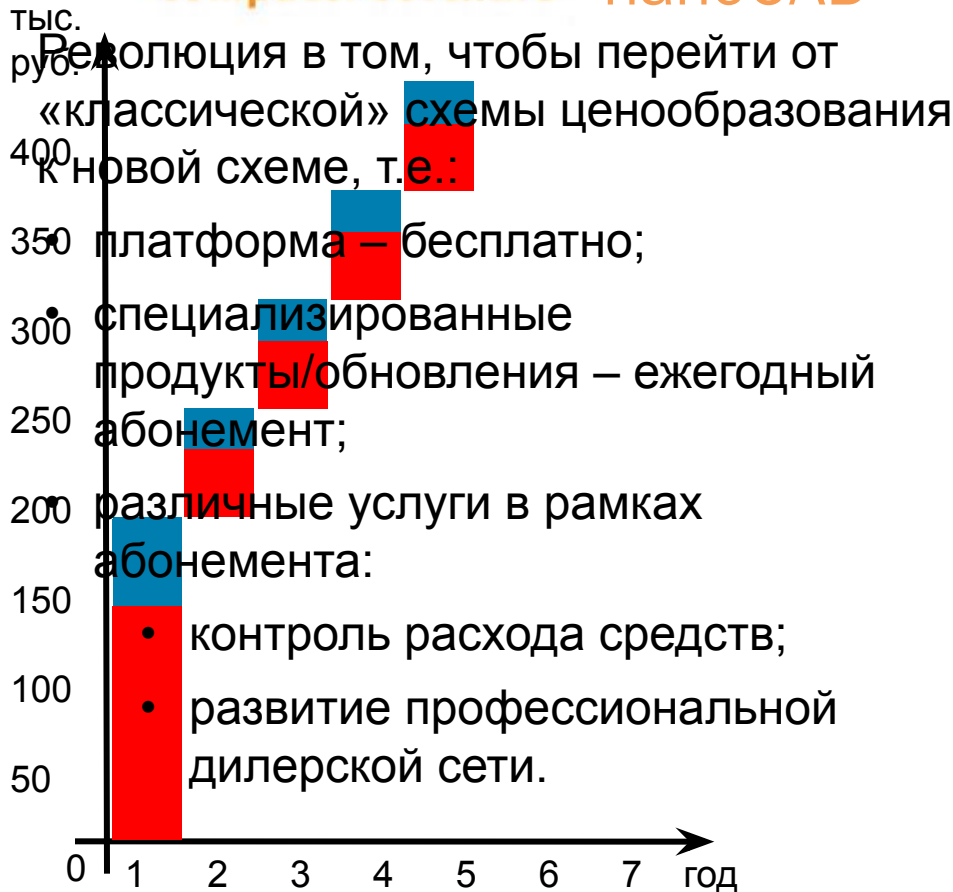 nanoCAD
тыс.
руб.
Революция в том, чтобы перейти от
«классической» схемы ценообразования
к новой схеме, т.е.:
• платформа – бесплатно;
• специализированные
продукты/обновления – ежегодный
абонемент;
• различные услуги в рамках
абонемента:
• контроль расхода средств;
• развитие профессиональной
дилерской сети.
400
350
300
250
200
150
100
50
0 1 2 3 4 5 6 7 год